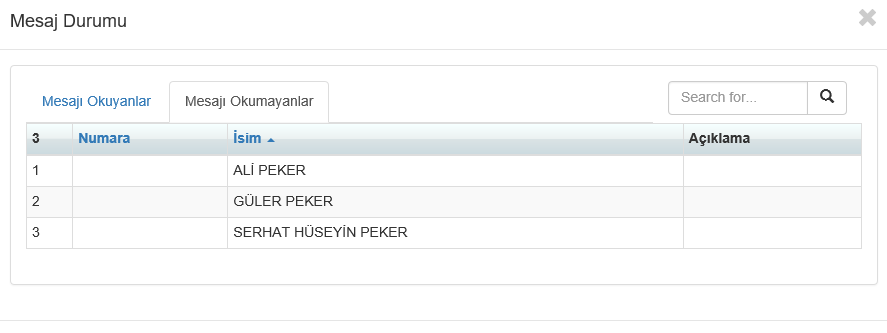 Mesaj Durumu
Mesajı Okuyanlar Mesajı Okumayanlar Search for...
3 Numara İsim Açıklama
1 ALİ PEKER
2 GÜLER PEKER
3 SERHAT HÜSEYİN PEKER